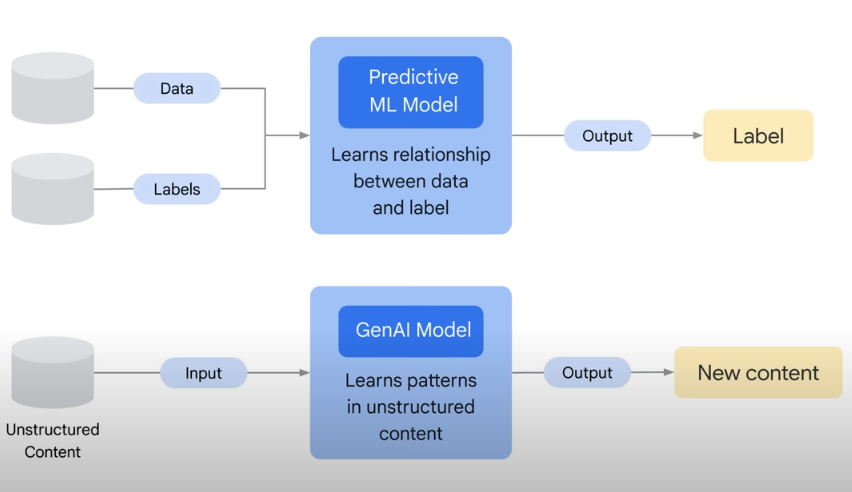 Data
Labels
Predictive
ML Model
Learns relationship
between data
and label
Output
Label
Unstructured
Content
Input
GenAI Model
Learns patterns
in unstructured
content
Output
New content